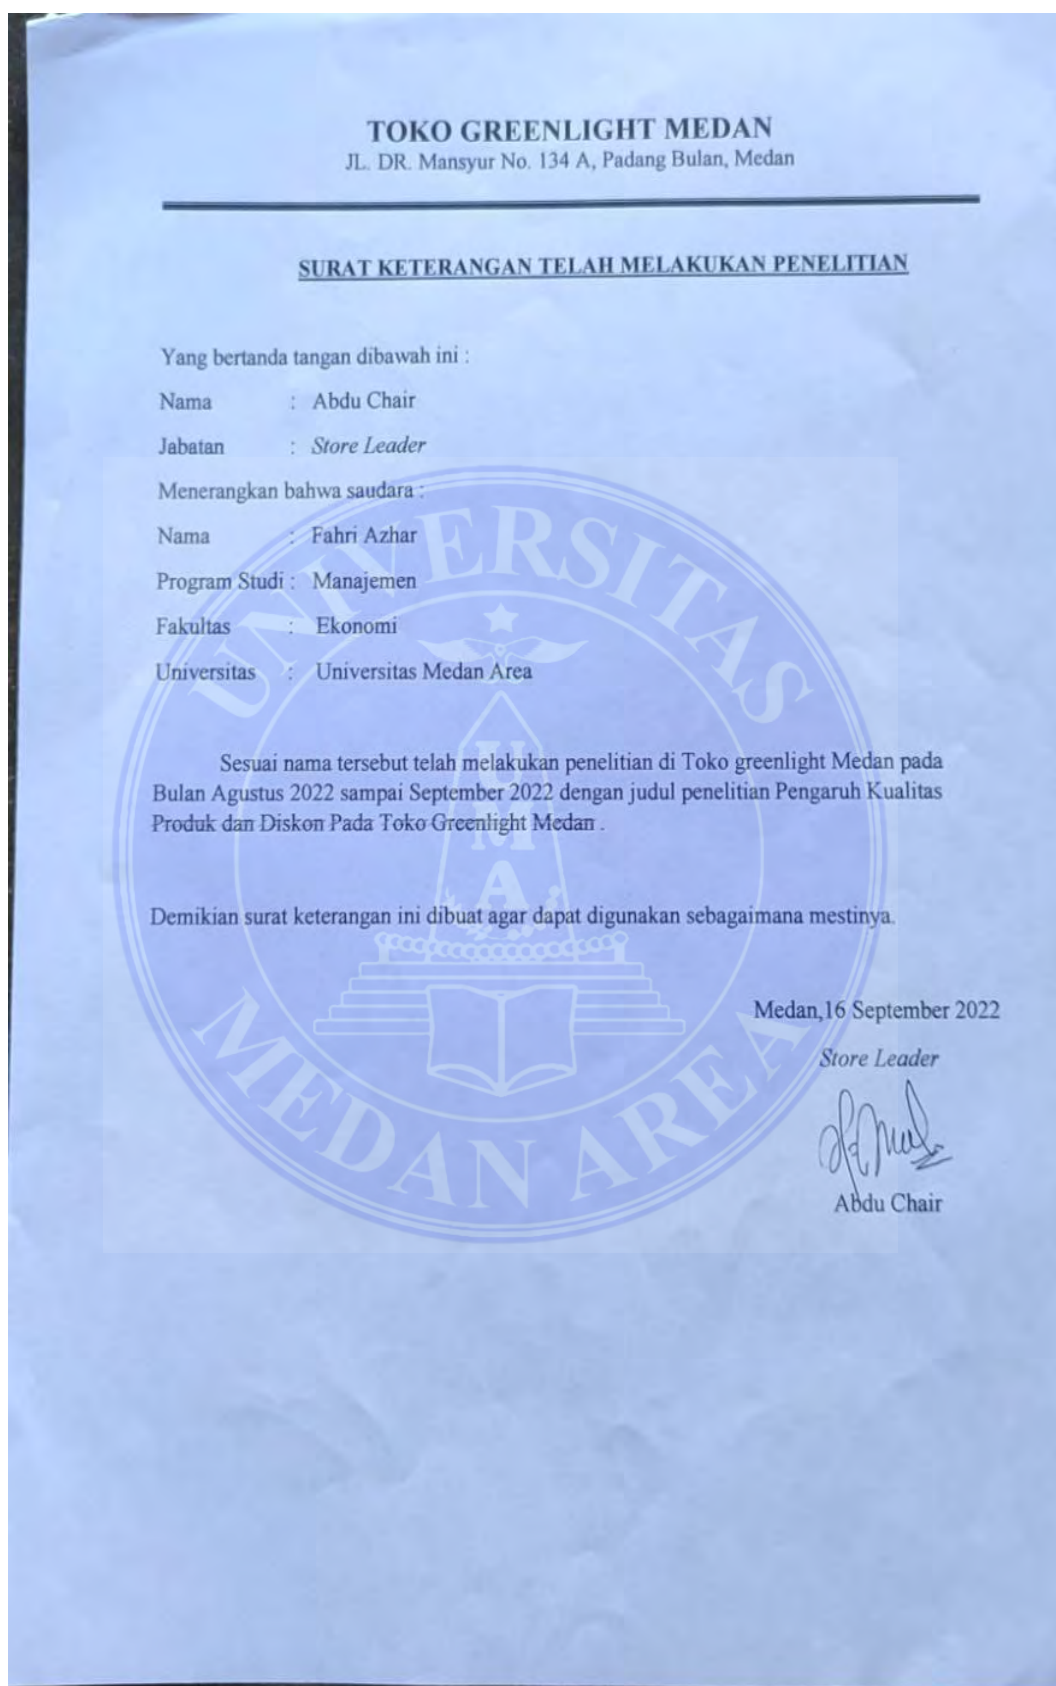 TOKO GREENLIGHT MEDAN
JL. DR. Mansyur No. 134 A, Padang Bulan, Medan
SURAT KETERANGAN TELAH MELAKUKAN PENELITIAN
Yang bertanda tangan dibawah ini :
Nama : Abdu Chair
Jabatan : Store Leader
Menerangkan bahwa saudara :
Nama : Fahri Azhar
Program Studi : Manajemen
Fakultas : Ekonomi
Universitas : Universitas Medan Area
Sesuai nama tersebut telah melakukan penelitian di Toko greenlight Medan pada
Bulan Agustus 2022 sampai September 2022 dengan judul penelitian Pengaruh Kualitas
Produk dan Diskon Pada Toko Greenlight Medan .
Demikian surat keterangan ini dibuat agar dapat digunakan sebagaimana mestinya.
Medan,16 September 2022
Store Leader
Abdu Chair
UNIVERSITAS
UMA
MEDAN AREA